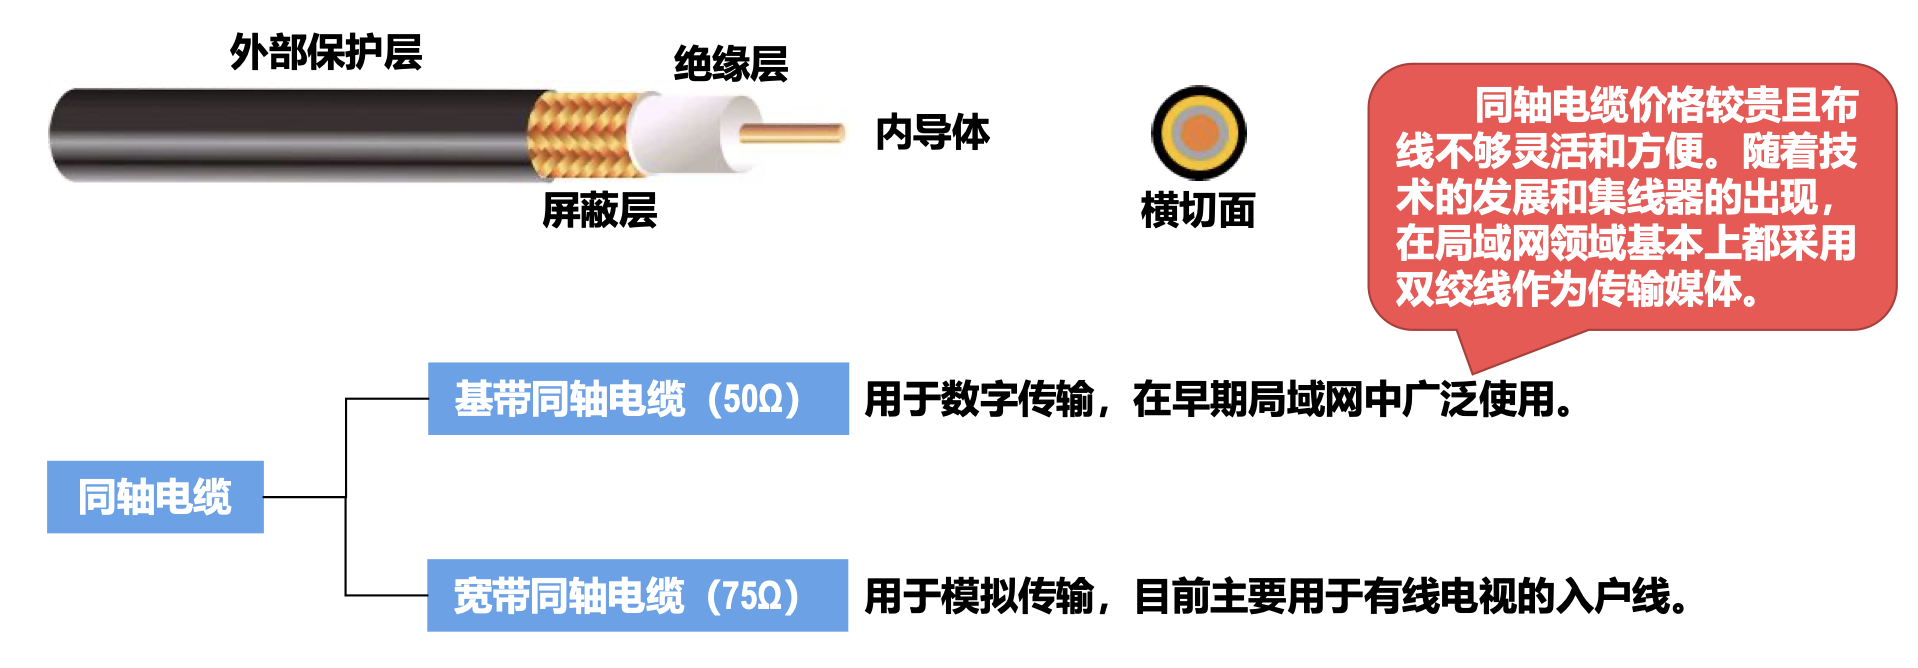 外部保护层
绝缘层
内导体
屏蔽层
横切面
同轴电缆价格较贵且布
线不够灵活和方便。随着技
术的发展和集线器的出现，
在局域网领域基本上都采用
双绞线作为传输媒体。
基带同轴电缆（50Ω）
用于数字传输，在早期局域网中广泛使用。
同轴电缆
宽带同轴电缆（75Ω）
用于模拟传输，目前主要用于有线电视的入户线。